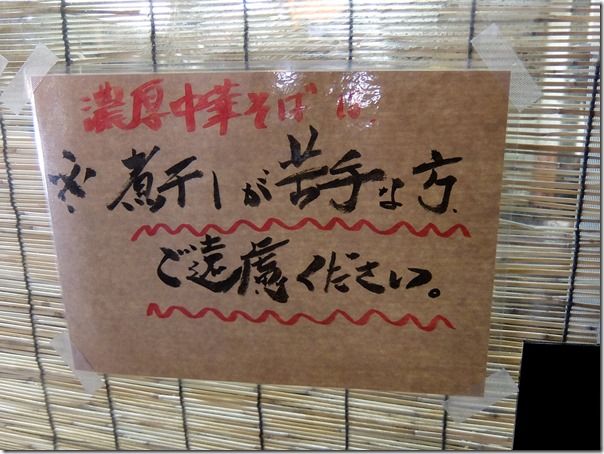 濃厚中華そばは、
※煮干しが苦手な方、
ご遠慮ください。